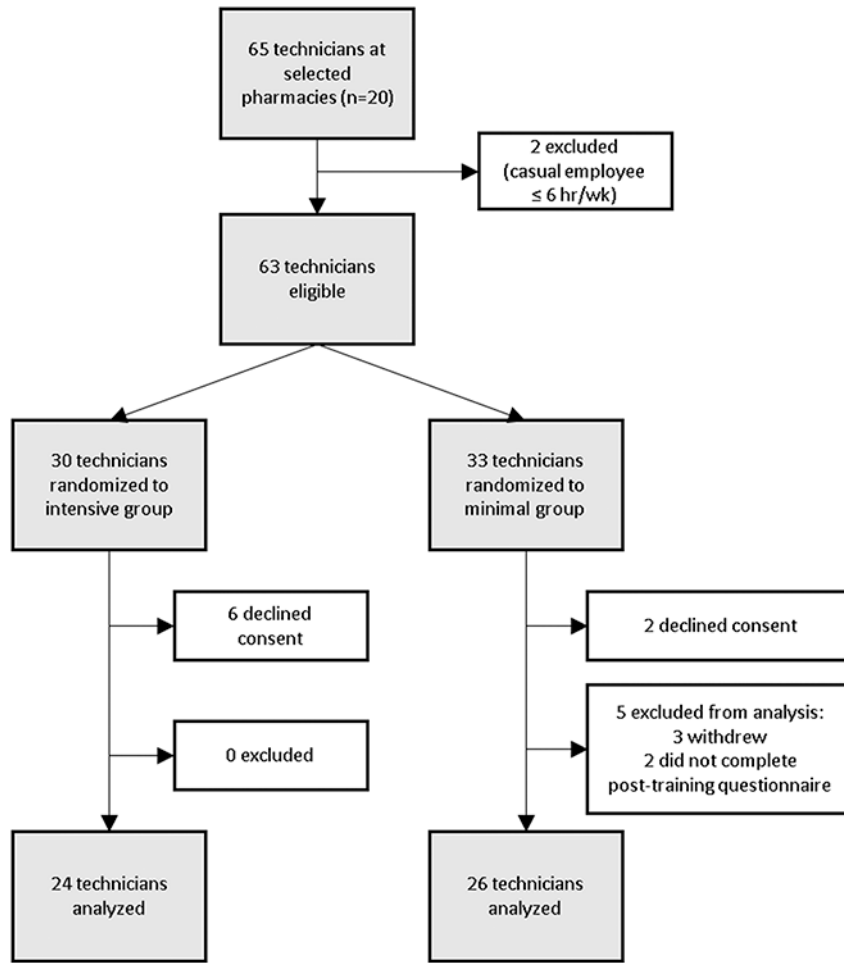 65 technicians at
selected
pharmacies (n=20)
2 excluded
(casual employee
≤ 6 hr/wk)
63 technicians
eligible
30 technicians
randomized to
intensive group
33 technicians
randomized to
minimal group
6 declined
consent
2 declined consent
0 excluded
5 excluded from analysis:
3 withdrew
2 did not complete
post-training questionnaire
24 technicians
analyzed
26 technicians
analyzed